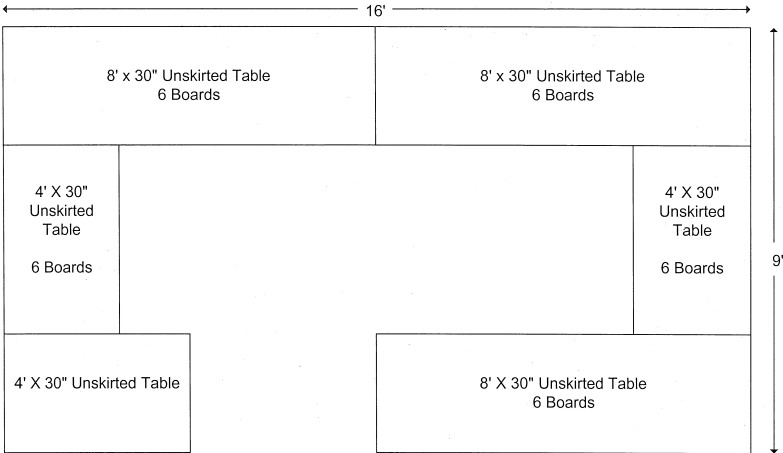 16'
8' x 30" Unskirted Table
6 Boards
8' x 30" Unskirted Table
6 Boards
4' X 30"
Unskirted
Table
6 Boards
4' X 30"
Unskirted
Table
6 Boards
9'
4' X 30" Unskirted Table
8' X 30" Unskirted Table
6 Boards